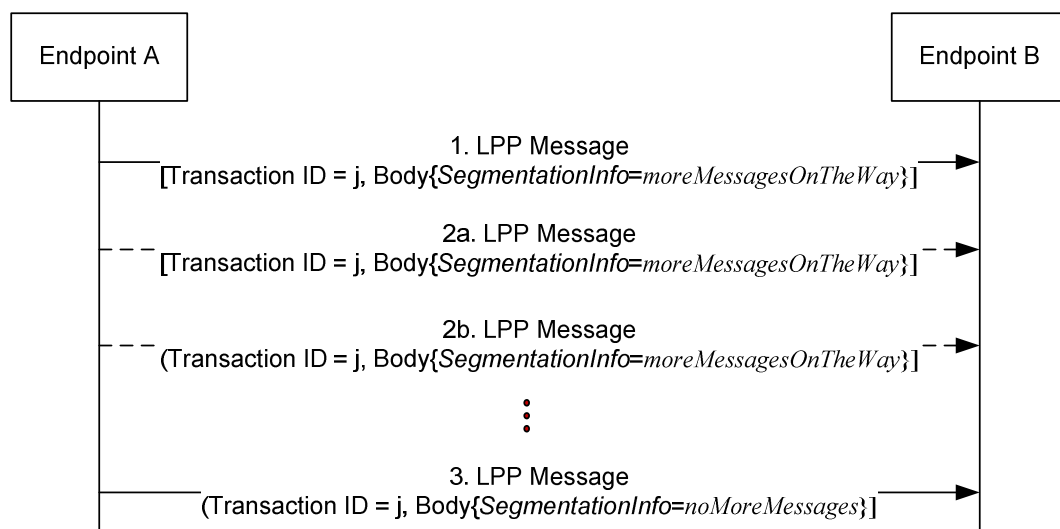 Endpoint A
Endpoint B
1. LPP Message
[Transaction ID = j, Body{SegmentationInfo=moreMessagesOnTheWay}]
2a. LPP Message
[Transaction ID = j, Body{SegmentationInfo=moreMessagesOnTheWay}]
2b. LPP Message
(Transaction ID = j, Body{SegmentationInfo=moreMessagesOnTheWay}]
3. LPP Message
(Transaction ID = j, Body{SegmentationInfo=noMoreMessages}]